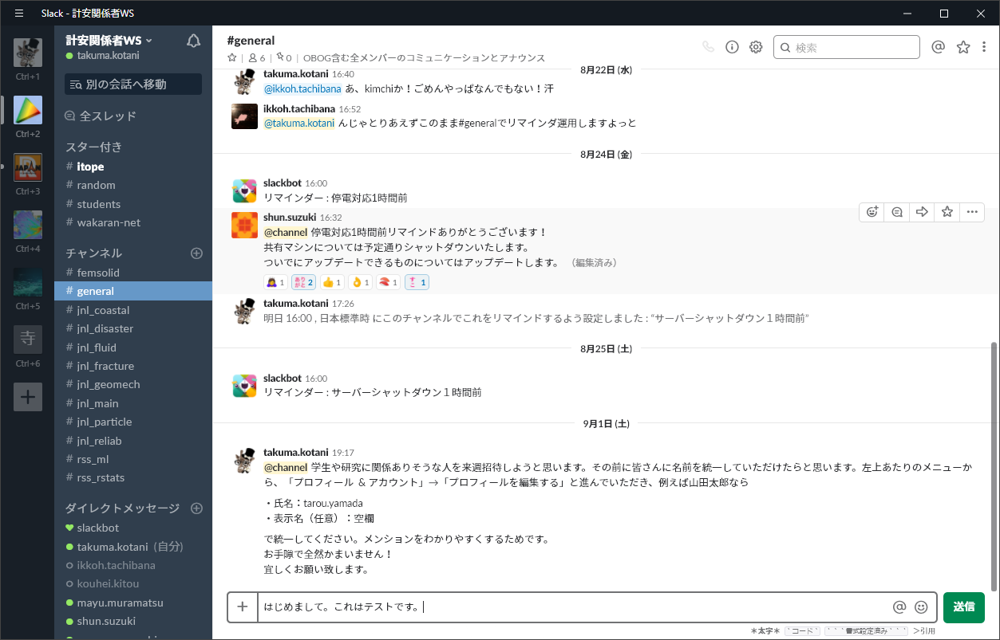 Slack - 計安関係者WS
Ctrl+1
Ctrl+2
Ctrl+3
Ctrl+4
Ctrl+5
寺
Ctrl+6
計安関係者WS
takuma.kotani
別の会話へ移動
全スレッド
スター付き
# itope
# random
# students
# wakaran-net
チャンネル
# femsolid
# general
# jnl_coastal
# jnl_disaster
# jnl_fluid
# jnl_fracture
# jnl_geomech
# jnl_main
# jnl_particle
# jnl_reliab
# rss_ml
# rss_rstats
ダイレクトメッセージ
slackbot
takuma.kotani (自分)
ikkoh.tachibana
kouhei.kitou
mayu.muramatsu
shun.suzuki
#general
6 | 0 | OBOG含む全メンバーのコミュニケーションとアナウンス
検索
8月22日 (水)
takuma.kotani 16:40
@ikkoh.tachibana あ、kimchiか！ごめんやっぱなんでもない！汗
ikkoh.tachibana 16:52
@takuma.kotani んじゃとりあえずこのまま#generalでリマインダ運用しますよっと
8月24日 (金)
slackbot 16:00
リマインダー : 停電対応1時間前
shun.suzuki 16:32
@channel 停電対応1時間前リマインドありがとうございます！
共有マシンについては予定通りシャットダウンいたします。
ついでにアップデートできるものについてはアップデートします。 （編集済み）
1 ありがと 2 1 1 1 すこ 1
takuma.kotani 17:26
明日 16:00 , 日本標準時 にこのチャンネルでこれをリマインドするよう設定しました : “サーバーシャットダウン１時間前”
8月25日 (土)
slackbot 16:00
リマインダー : サーバーシャットダウン１時間前
9月1日 (土)
takuma.kotani 19:17
@channel 学生や研究に関係ありそうな人を来週招待しようと思います。その前に皆さんに名前を統一していただけたらと思います。左上あたりのメニューか
ら、「プロフィール ＆アカウント」→「プロフィールを編集する」と進んでいただき、例えば山田太郎なら
・氏名：tarou.yamada
・表示名（任意）：空欄
で統一してください。メンションをわかりやすくするためです。
お手隙で全然かまいません！
宜しくお願い致します。
はじめまして。これはテストです。
送信
＊太字＊ `コード` ```書式設定済み``` ＞引用